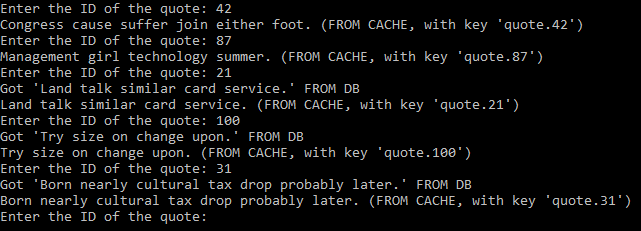 Enter the ID of the quote: 42
Congress cause suffer join either foot. (FROM CACHE, with key 'quote.42')
Enter the ID of the quote: 87
Management girl technology summer. (FROM CACHE, with key 'quote.87')
Enter the ID of the quote: 21
Got 'Land talk similar card service.' FROM DB
Land talk similar card service. (FROM CACHE, with key 'quote.21')
Enter the ID of the quote: 100
Got 'Try size on change upon.' FROM DB
Try size on change upon. (FROM CACHE, with key 'quote.100')
Enter the ID of the quote: 31
Got 'Born nearly cultural tax drop probably later.' FROM DB
Born nearly cultural tax drop probably later. (FROM CACHE, with key 'quote.31')
Enter the ID of the quote: